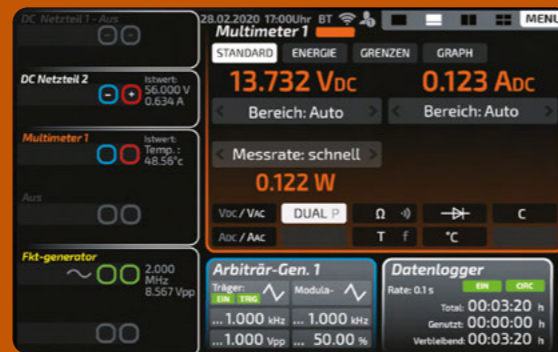 DC Netzteil 1 - Aus
DC Netzteil 2
Istwert:
56.000 V
0.634 A
Multimeter 1
Istwert:
Temp.:
48.56°c
Aus
Fkt-generator
2.000
MHz
8.567 Vpp
28.02.2020 17:00Uhr BT
MENU
Multimeter 1
STANDARD ENERGIE GRENZEN GRAPH
13.732 VDC 0.123 ADC
< Bereich: Auto > < Bereich: Auto >
< Messrate: schnell >
0.122 W
VDC / VAC DUAL P Ω C
ADC / AAC T f °C
Arbiträr-Gen. 1
Träger: Modula-
EIN TRIG
... 1.000 kHz ... 1.000 kHz
... 1.000 Vpp ... 50.00 %
Datenlogger
Rate: 0.1 s EIN CIRC
Total: 00:03:20 h
Genutzt: 00:00:00 h
Verbleibend: 00:03:20 h